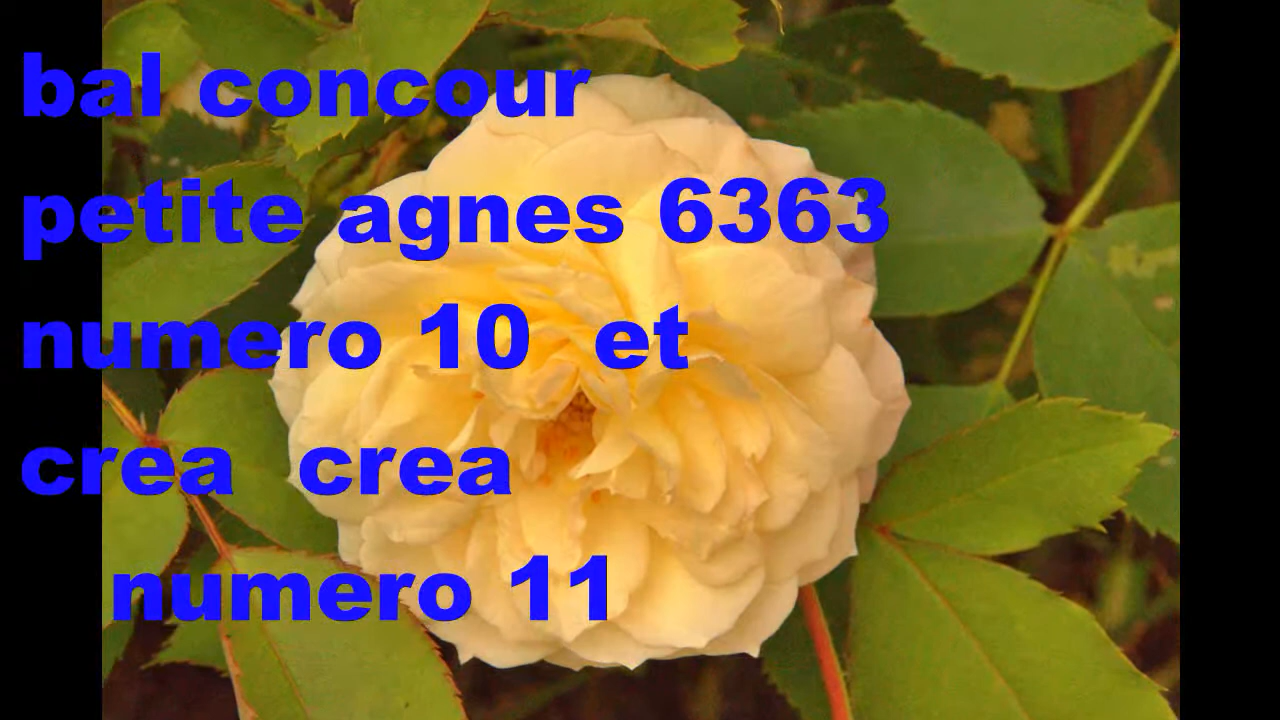 bal concour
petite agnes 6363
numero 10 et
crea crea
numero 11